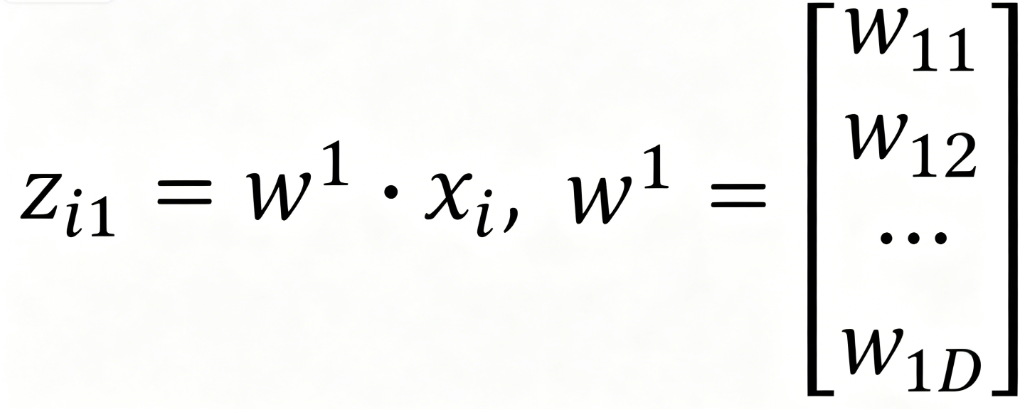 z_{i1} = w^1 · x_i, w^1 = [w_{11} w_{12} ... w_{1D}]